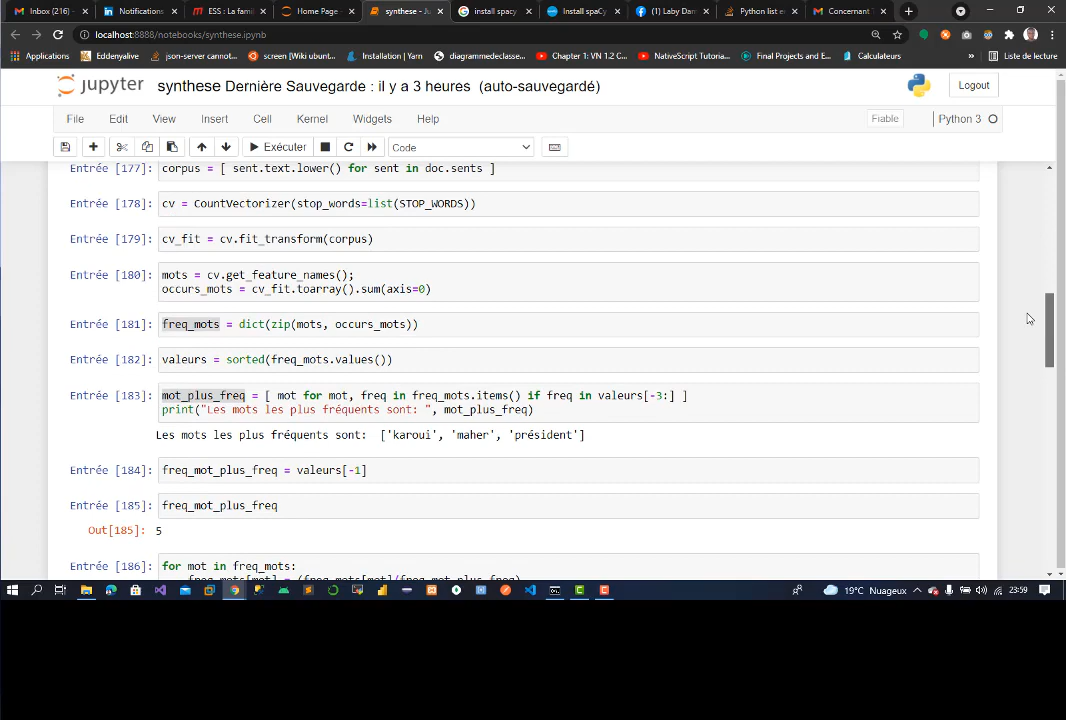 Inbox (216) -
Notifications
ESS : La famil
Home Page -
synthese - Ju
install spacy
Install spaCy
(1) Laby Dam
Python list e
Concernant T
localhost:8888/notebooks/synthese.ipynb
Applications
Eddenyalive
json-server cannot...
screen [Wiki ubunt...
Installation | Yarn
diagrammedeclasse...
Chapter 1: VN 1.2 C...
NativeScript Tutoria...
Final Projects and E...
Calculateurs
»
Liste de lecture
jupyter
synthese Dernière Sauvegarde : il y a 3 heures (auto-sauvegardé)
Logout
File
Edit
View
Insert
Cell
Kernel
Widgets
Help
Fiable
Python 3
Exécuter
Code
Entrée [177]: corpus = [ sent.text.lower() for sent in doc.sents ]
Entrée [178]: cv = CountVectorizer(stop_words=list(STOP_WORDS))
Entrée [179]: cv_fit = cv.fit_transform(corpus)
Entrée [180]: mots = cv.get_feature_names();
occurs_mots = cv_fit.toarray().sum(axis=0)
Entrée [181]: freq_mots = dict(zip(mots, occurs_mots))
Entrée [182]: valeurs = sorted(freq_mots.values())
Entrée [183]: mot_plus_freq = [ mot for mot, freq in freq_mots.items() if freq in valeurs[-3:] ]
print("Les mots les plus fréquents sont: ", mot_plus_freq)
Les mots les plus fréquents sont:  ['karoui', 'maher', 'président']
Entrée [184]: freq_mot_plus_freq = valeurs[-1]
Entrée [185]: freq_mot_plus_freq
Out[185]: 5
Entrée [186]: for mot in freq_mots:
freq_mots[mot] = (freq_mots[mot]/freq_mot_plus_freq)
19°C Nuageux
23:59